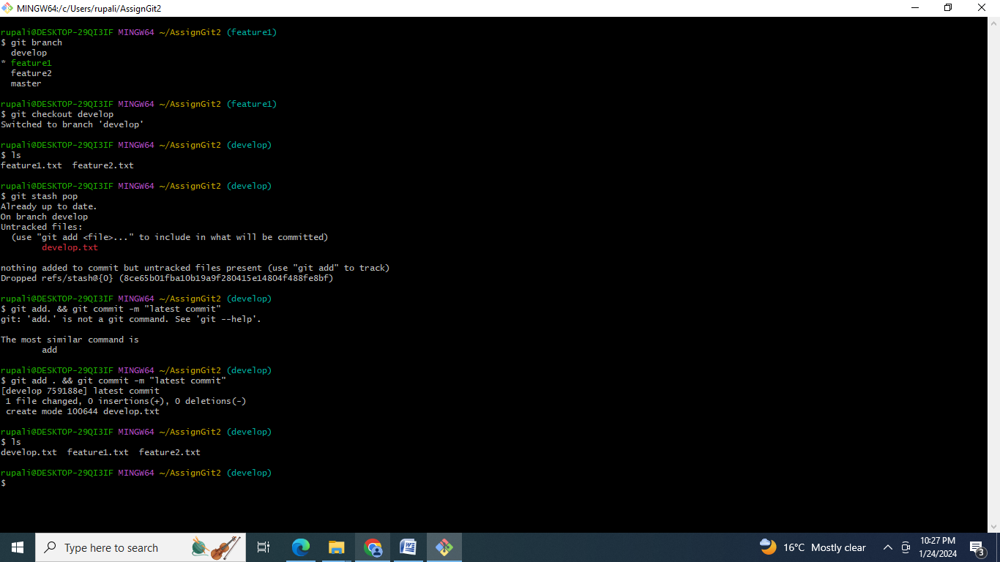 MINGW64:/c/Users/rupali/AssignGit2
rupali@DESKTOP-29QI3IF MINGW64 ~/AssignGit2 (feature1)
$ git branch
  develop
* feature1
  feature2
  master
rupali@DESKTOP-29QI3IF MINGW64 ~/AssignGit2 (feature1)
$ git checkout develop
Switched to branch 'develop'
rupali@DESKTOP-29QI3IF MINGW64 ~/AssignGit2 (develop)
$ ls
feature1.txt  feature2.txt
rupali@DESKTOP-29QI3IF MINGW64 ~/AssignGit2 (develop)
$ git stash pop
Already up to date.
On branch develop
Untracked files:
  (use "git add <file>..." to include in what will be committed)
        develop.txt
nothing added to commit but untracked files present (use "git add" to track)
Dropped refs/stash@{0} (8ce65b01fba10b19a9f280415e14804f488fe8bf)
rupali@DESKTOP-29QI3IF MINGW64 ~/AssignGit2 (develop)
$ git add. && git commit -m "latest commit"
git: 'add.' is not a git command. See 'git --help'.
The most similar command is
        add
rupali@DESKTOP-29QI3IF MINGW64 ~/AssignGit2 (develop)
$ git add . && git commit -m "latest commit"
[develop 759188e] latest commit
 1 file changed, 0 insertions(+), 0 deletions(-)
 create mode 100644 develop.txt
rupali@DESKTOP-29QI3IF MINGW64 ~/AssignGit2 (develop)
$ ls
develop.txt  feature1.txt  feature2.txt
rupali@DESKTOP-29QI3IF MINGW64 ~/AssignGit2 (develop)
$
Type here to search
16°C Mostly clear
10:27 PM
1/24/2024
3